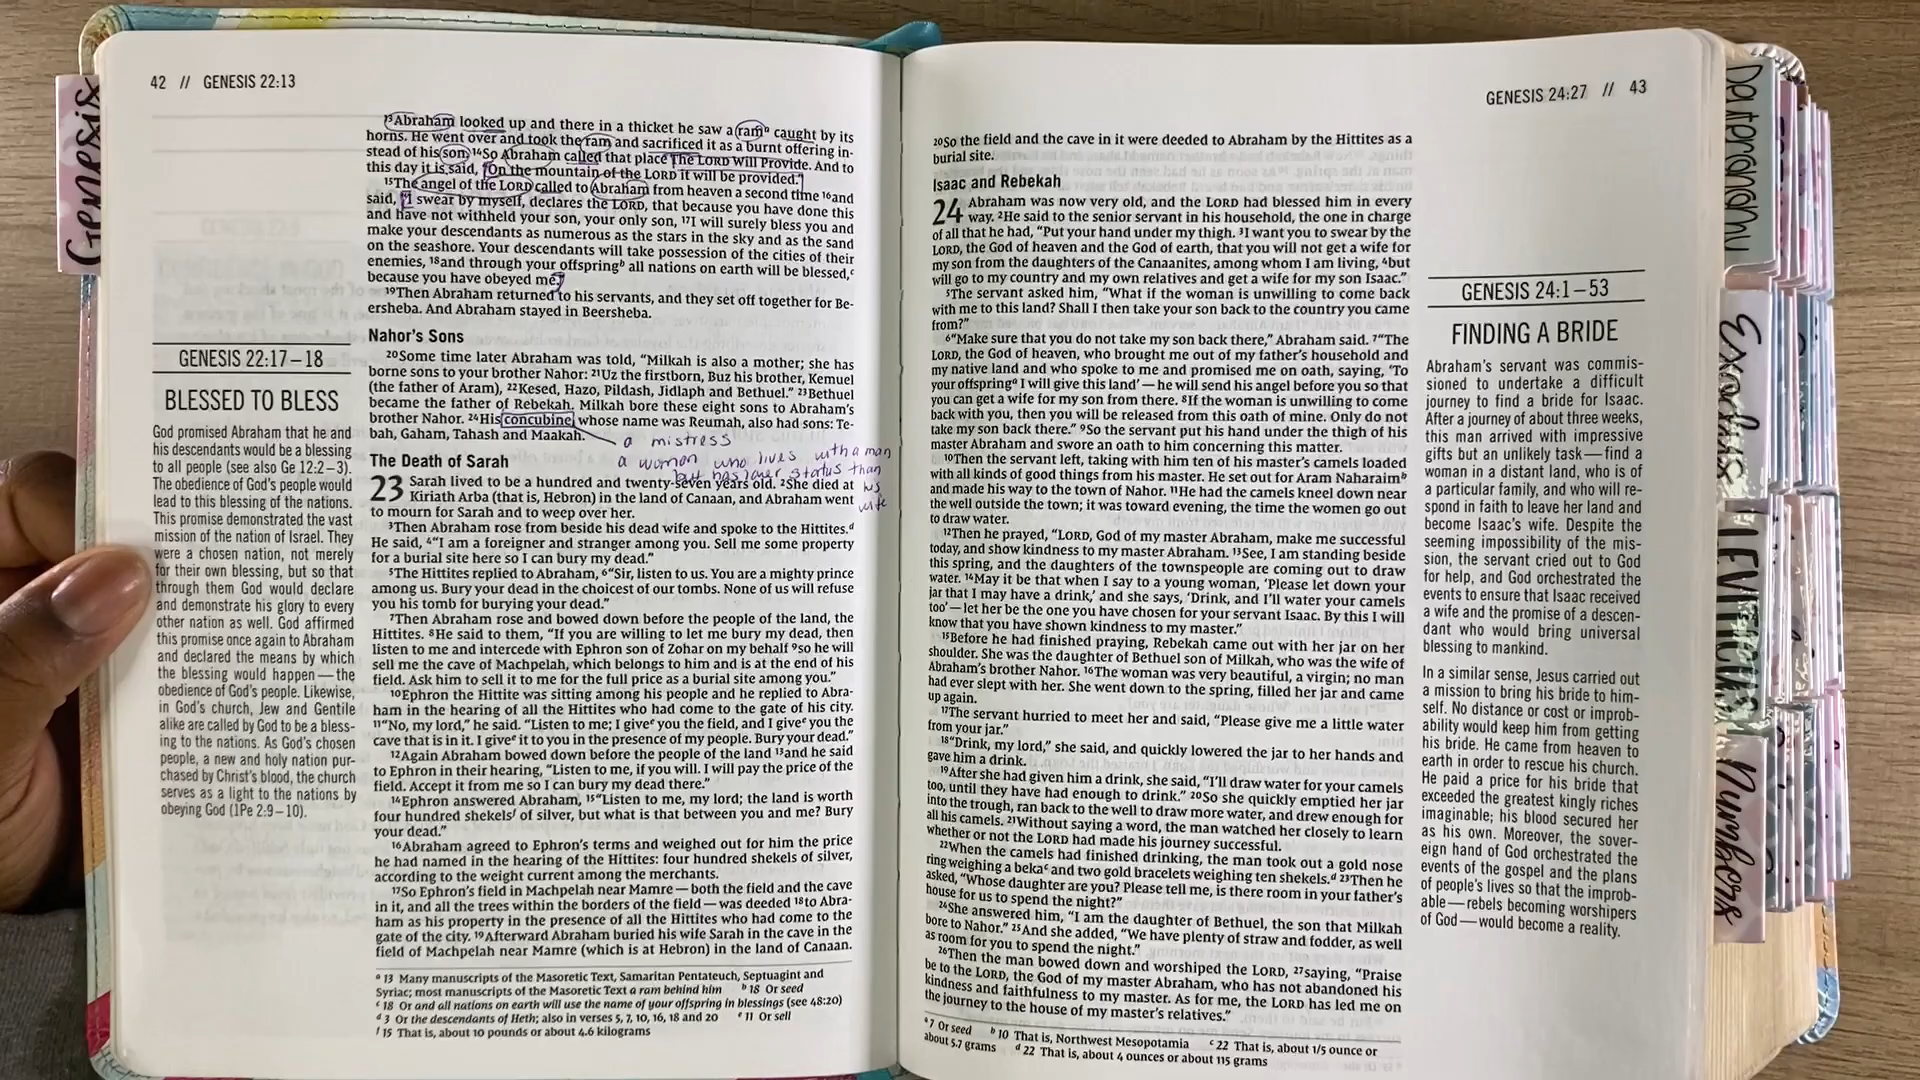 Genesis
42 // GENESIS 22:13
¹³Abraham looked up and there in a thicket he saw a ramᵃ caught by its
horns. He went over and took the ram and sacrificed it as a burnt offering in-
stead of his son. ¹⁴So Abraham called that place The LORD Will Provide. And to
this day it is said, "On the mountain of the LORD it will be provided."
¹⁵The angel of the LORD called to Abraham from heaven a second time ¹⁶and
said, "I swear by myself, declares the LORD, that because you have done this
and have not withheld your son, your only son, ¹⁷I will surely bless you and
make your descendants as numerous as the stars in the sky and as the sand
on the seashore. Your descendants will take possession of the cities of their
enemies, ¹⁸and through your offspringᵇ all nations on earth will be blessed,ᶜ
because you have obeyed me."
¹⁹Then Abraham returned to his servants, and they set off together for Be-
ersheba. And Abraham stayed in Beersheba.
Nahor's Sons
²⁰Some time later Abraham was told, "Milkah is also a mother; she has
borne sons to your brother Nahor: ²¹Uz the firstborn, Buz his brother, Kemuel
(the father of Aram), ²²Kesed, Hazo, Pildash, Jidlaph and Bethuel." ²³Bethuel
became the father of Rebekah. Milkah bore these eight sons to Abraham's
brother Nahor. ²⁴His concubine, whose name was Reumah, also had sons: Te-
bah, Gaham, Tahash and Maakah.
a mistress
a woman who lives with a man
but has lower status than
his
wife
The Death of Sarah
23 Sarah lived to be a hundred and twenty-seven years old. ²She died at
Kiriath Arba (that is, Hebron) in the land of Canaan, and Abraham went
to mourn for Sarah and to weep over her.
³Then Abraham rose from beside his dead wife and spoke to the Hittites.ᵈ
He said, ⁴"I am a foreigner and stranger among you. Sell me some property
for a burial site here so I can bury my dead."
⁵The Hittites replied to Abraham, ⁶"Sir, listen to us. You are a mighty prince
among us. Bury your dead in the choicest of our tombs. None of us will refuse
you his tomb for burying your dead."
⁷Then Abraham rose and bowed down before the people of the land, the
Hittites. ⁸He said to them, "If you are willing to let me bury my dead, then
listen to me and intercede with Ephron son of Zohar on my behalf ⁹so he will
sell me the cave of Machpelah, which belongs to him and is at the end of his
field. Ask him to sell it to me for the full price as a burial site among you."
¹⁰Ephron the Hittite was sitting among his people and he replied to Abra-
ham in the hearing of all the Hittites who had come to the gate of his city.
¹¹"No, my lord," he said. "Listen to me; I giveᵉ you the field, and I giveᵉ you the
cave that is in it. I giveᵉ it to you in the presence of my people. Bury your dead."
¹²Again Abraham bowed down before the people of the land ¹³and he said
to Ephron in their hearing, "Listen to me, if you will. I will pay the price of the
field. Accept it from me so I can bury my dead there."
¹⁴Ephron answered Abraham, ¹⁵"Listen to me, my lord; the land is worth
four hundred shekelsᶠ of silver, but what is that between you and me? Bury
your dead."
¹⁶Abraham agreed to Ephron's terms and weighed out for him the price
he had named in the hearing of the Hittites: four hundred shekels of silver,
according to the weight current among the merchants.
¹⁷So Ephron's field in Machpelah near Mamre — both the field and the cave
in it, and all the trees within the borders of the field — was deeded ¹⁸to Abra-
ham as his property in the presence of all the Hittites who had come to the
gate of the city. ¹⁹Afterward Abraham buried his wife Sarah in the cave in the
field of Machpelah near Mamre (which is at Hebron) in the land of Canaan.
ᵃ 13 Many manuscripts of the Masoretic Text, Samaritan Pentateuch, Septuagint and
Syriac; most manuscripts of the Masoretic Text a ram behind him ᵇ 18 Or seed
ᶜ 18 Or and all nations on earth will use the name of your offspring in blessings (see 48:20)
ᵈ 3 Or the descendants of Heth; also in verses 5, 7, 10, 16, 18 and 20 ᵉ 11 Or sell
ᶠ 15 That is, about 10 pounds or about 4.6 kilograms
GENESIS 22:17–18
BLESSED TO BLESS
God promised Abraham that he and
his descendants would be a blessing
to all people (see also Ge 12:2–3).
The obedience of God's people would
lead to this blessing of the nations.
This promise demonstrated the vast
mission of the nation of Israel. They
were a chosen nation, not merely
for their own blessing, but so that
through them God would declare
and demonstrate his glory to every
other nation as well. God affirmed
this promise once again to Abraham
and declared the means by which
the blessing would happen — the
obedience of God's people. Likewise,
in God's church, Jew and Gentile
alike are called by God to be a bless-
ing to the nations. As God's chosen
people, a new and holy nation pur-
chased by Christ's blood, the church
serves as a light to the nations by
obeying God (1Pe 2:9–10).
GENESIS 24:27 // 43
²⁰So the field and the cave in it were deeded to Abraham by the Hittites as a
burial site.
Isaac and Rebekah
24 Abraham was now very old, and the LORD had blessed him in every
way. ²He said to the senior servant in his household, the one in charge
of all that he had, "Put your hand under my thigh. ³I want you to swear by the
LORD, the God of heaven and the God of earth, that you will not get a wife for
my son from the daughters of the Canaanites, among whom I am living, ⁴but
will go to my country and my own relatives and get a wife for my son Isaac."
⁵The servant asked him, "What if the woman is unwilling to come back
with me to this land? Shall I then take your son back to the country you came
from?"
⁶"Make sure that you do not take my son back there," Abraham said. ⁷"The
LORD, the God of heaven, who brought me out of my father's household and
my native land and who spoke to me and promised me on oath, saying, 'To
your offspringᵃ I will give this land' — he will send his angel before you so that
you can get a wife for my son from there. ⁸If the woman is unwilling to come
back with you, then you will be released from this oath of mine. Only do not
take my son back there." ⁹So the servant put his hand under the thigh of his
master Abraham and swore an oath to him concerning this matter.
¹⁰Then the servant left, taking with him ten of his master's camels loaded
with all kinds of good things from his master. He set out for Aram Naharaimᵇ
and made his way to the town of Nahor. ¹¹He had the camels kneel down near
the well outside the town; it was toward evening, the time the women go out
to draw water.
¹²Then he prayed, "LORD, God of my master Abraham, make me successful
today, and show kindness to my master Abraham. ¹³See, I am standing beside
this spring, and the daughters of the townspeople are coming out to draw
water. ¹⁴May it be that when I say to a young woman, 'Please let down your
jar that I may have a drink,' and she says, 'Drink, and I'll water your camels
too' — let her be the one you have chosen for your servant Isaac. By this I will
know that you have shown kindness to my master."
¹⁵Before he had finished praying, Rebekah came out with her jar on her
shoulder. She was the daughter of Bethuel son of Milkah, who was the wife of
Abraham's brother Nahor. ¹⁶The woman was very beautiful, a virgin; no man
had ever slept with her. She went down to the spring, filled her jar and came
up again.
¹⁷The servant hurried to meet her and said, "Please give me a little water
from your jar."
¹⁸"Drink, my lord," she said, and quickly lowered the jar to her hands and
gave him a drink.
¹⁹After she had given him a drink, she said, "I'll draw water for your camels
too, until they have had enough to drink." ²⁰So she quickly emptied her jar
into the trough, ran back to the well to draw more water, and drew enough for
all his camels. ²¹Without saying a word, the man watched her closely to learn
whether or not the LORD had made his journey successful.
²²When the camels had finished drinking, the man took out a gold nose
ring weighing a bekaᶜ and two gold bracelets weighing ten shekels.ᵈ ²³Then he
asked, "Whose daughter are you? Please tell me, is there room in your father's
house for us to spend the night?"
²⁴She answered him, "I am the daughter of Bethuel, the son that Milkah
bore to Nahor." ²⁵And she added, "We have plenty of straw and fodder, as well
as room for you to spend the night."
²⁶Then the man bowed down and worshiped the LORD, ²⁷saying, "Praise
be to the LORD, the God of my master Abraham, who has not abandoned his
kindness and faithfulness to my master. As for me, the LORD has led me on
the journey to the house of my master's relatives."
ᵃ 7 Or seed ᵇ 10 That is, Northwest Mesopotamia ᶜ 22 That is, about 1/5 ounce or
about 5.7 grams ᵈ 22 That is, about 4 ounces or about 115 grams
GENESIS 24:1–53
FINDING A BRIDE
Abraham's servant was commis-
sioned to undertake a difficult
journey to find a bride for Isaac.
After a journey of about three weeks,
this man arrived with impressive
gifts but an unlikely task — find a
woman in a distant land, who is of
a particular family, and who will re-
spond in faith to leave her land and
become Isaac's wife. Despite the
seeming impossibility of the mis-
sion, the servant cried out to God
for help, and God orchestrated the
events to ensure that Isaac received
a wife and the promise of a descen-
dant who would bring universal
blessing to mankind.
In a similar sense, Jesus carried out
a mission to bring his bride to him-
self. No distance or cost or improb-
ability would keep him from getting
his bride. He came from heaven to
earth in order to rescue his church.
He paid a price for his bride that
exceeded the greatest kingly riches
imaginable; his blood secured her
as his own. Moreover, the sover-
eign hand of God orchestrated the
events of the gospel and the plans
of people's lives so that the improb-
able — rebels becoming worshipers
of God — would become a reality.
Deuteronomy
Exodus
LEVITICUS
Numbers